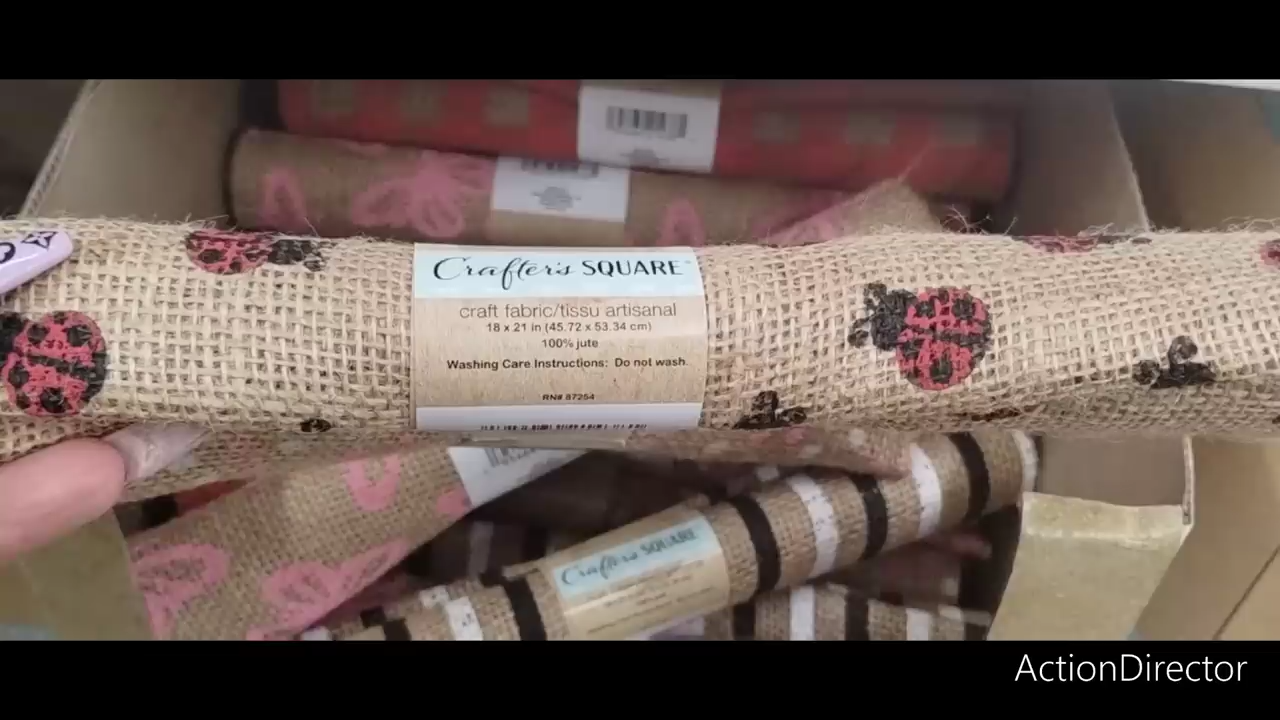 Crafter's SQUARE
craft fabric/tissu artisanal
18 x 21 in (45.72 x 53.34 cm)
100% jute
Washing Care Instructions: Do not wash.
RN# 87254
Crafter's SQUARE
ActionDirector